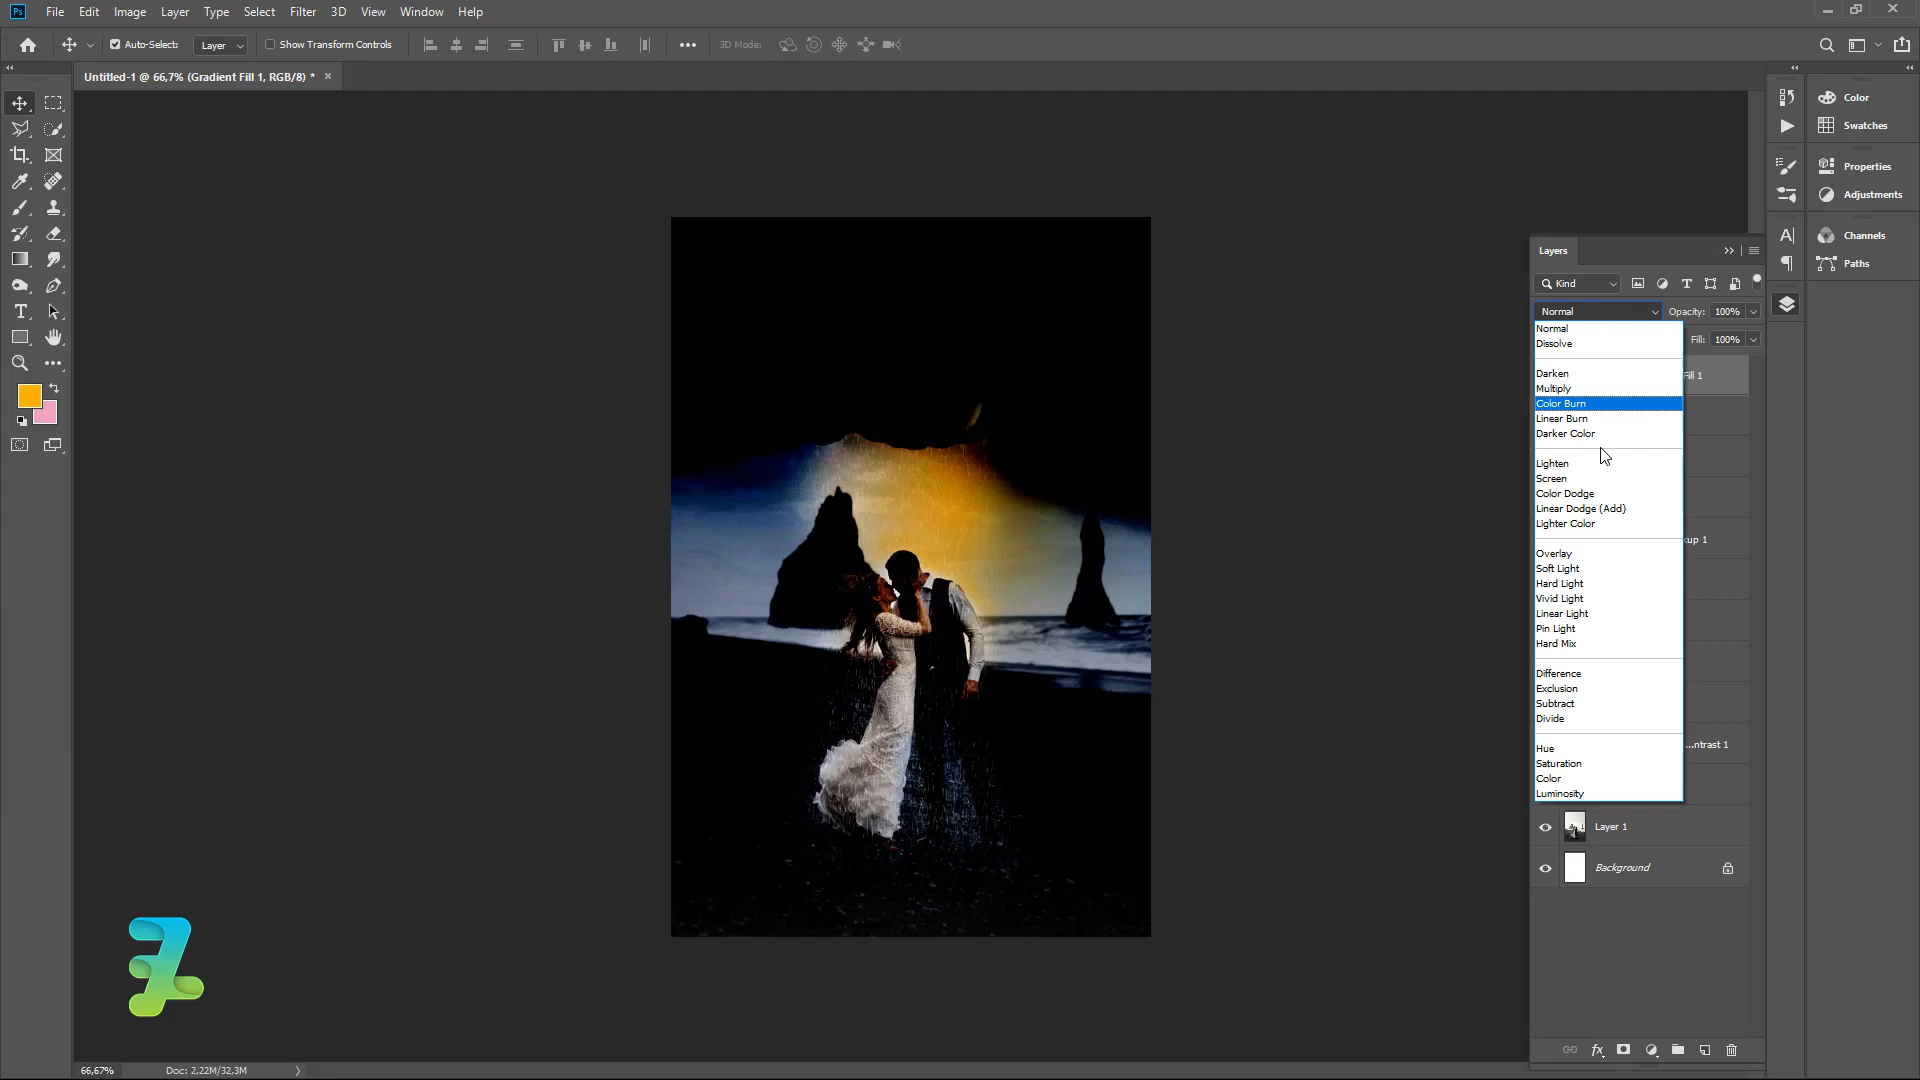 Ps File Edit Image Layer Type Select Filter 3D View Window Help
Auto-Select: Layer Show Transform Controls 3D Mode:
Untitled-1 @ 66,7% (Gradient Fill 1, RGB/8) * ×
Color
Swatches
Properties
Adjustments
Channels
Paths
Layers
Kind
Normal Opacity: 100%
Fill: 100%
Normal
Dissolve
Darken
Multiply
Color Burn
Linear Burn
Darker Color
Lighten
Screen
Color Dodge
Linear Dodge (Add)
Lighter Color
Overlay
Soft Light
Hard Light
Vivid Light
Linear Light
Pin Light
Hard Mix
Difference
Exclusion
Subtract
Divide
Hue
Saturation
Color
Luminosity
Fill 1
kup 1
...ntrast 1
Layer 1
Background
fx
66,67% Doc: 2,22M/32,3M